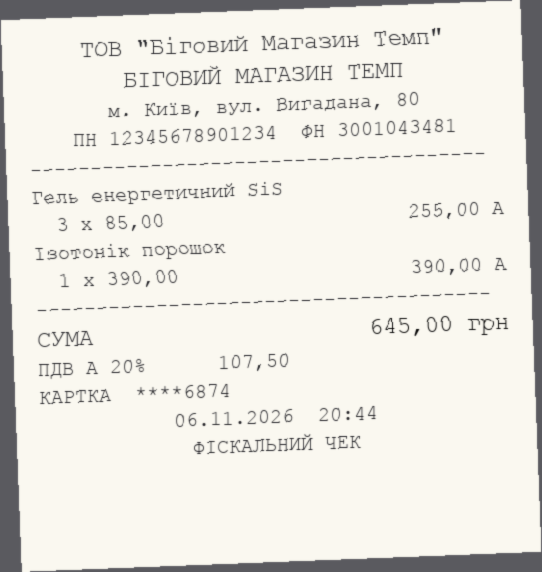 ТОВ "Біговий Магазин Темп"
БІГОВИЙ МАГАЗИН ТЕМП
м. Київ, вул. Вигадана, 80
ПН 12345678901234 ФН 3001043481
--------------------------------------
Гель енергетичний SiS
3 x 85,00 255,00 А
Ізотонік порошок
1 x 390,00 390,00 А
--------------------------------------
СУМА 645,00 грн
ПДВ А 20% 107,50
КАРТКА ****6874
06.11.2026 20:44
ФІСКАЛЬНИЙ ЧЕК